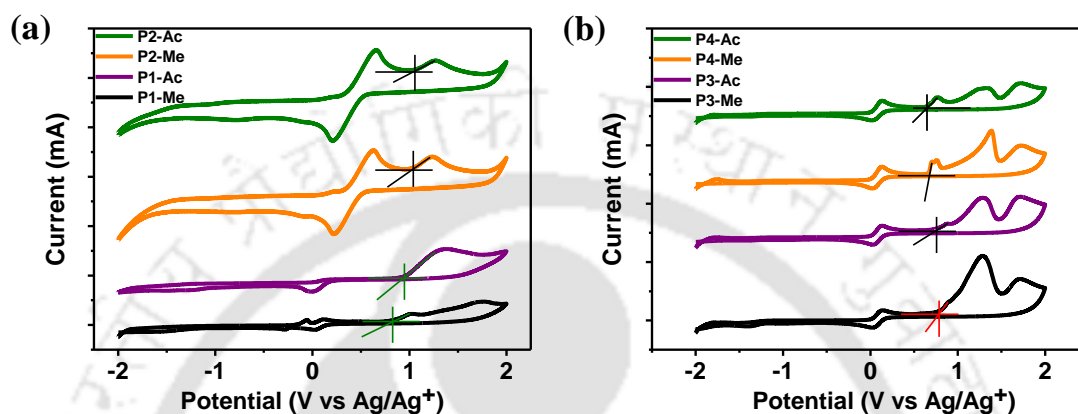 (a)
P2-Ac
P2-Me
P1-Ac
P1-Me
Current (mA)
-2 -1 0 1 2
Potential (V vs Ag/Ag+)
(b)
P4-Ac
P4-Me
P3-Ac
P3-Me
Current (mA)
-2 -1 0 1 2
Potential (V vs Ag/Ag+)